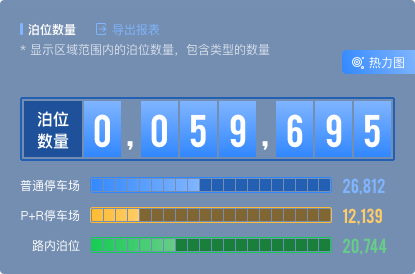 泊位数量 导出报表
* 显示区域范围内的泊位数量，包含类型的数量
热力图
泊位数量 0,059,695
普通停车场 26,812
P+R停车场 12,139
路内泊位 20,744